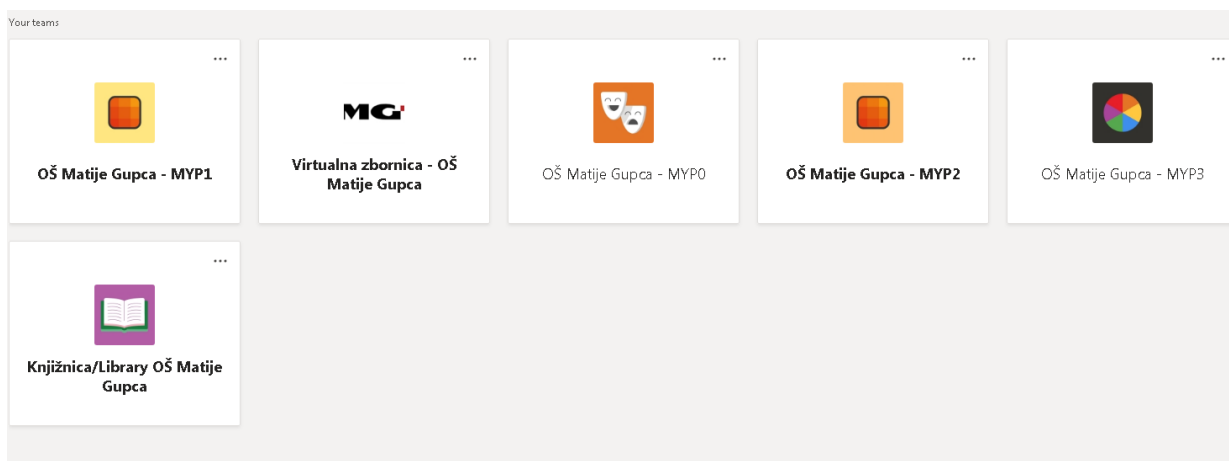 Your teams
OŠ Matije Gupca - MYP1
MG
Virtualna zbornica - OŠ
Matije Gupca
OŠ Matije Gupca - MYP0
OŠ Matije Gupca - MYP2
OŠ Matije Gupca - MYP3
Knjižnica/Library OŠ Matije
Gupca